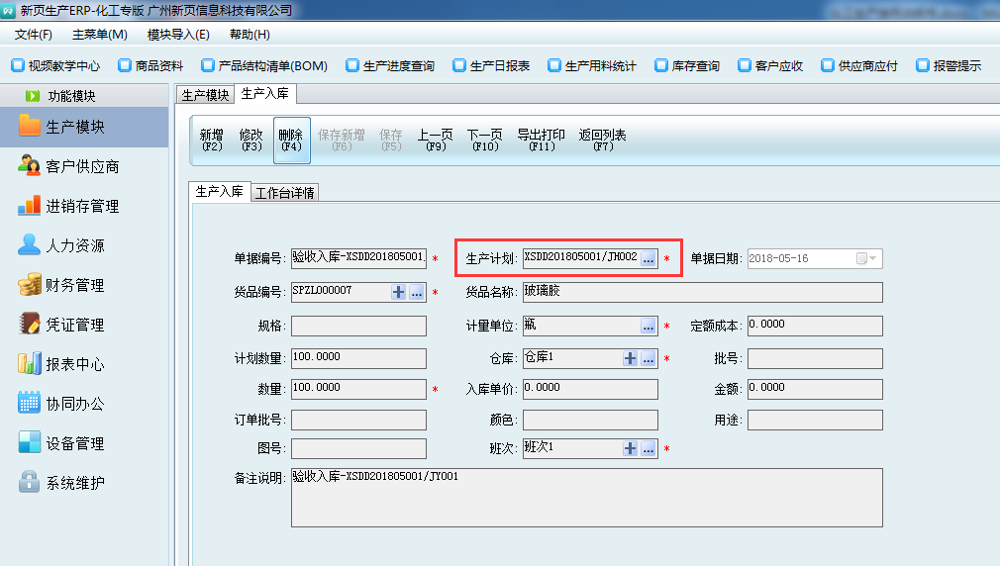 新页生产ERP-化工专版 广州新页信息科技有限公司
文件(F) 主菜单(M) 模块导入(E) 帮助(H)
视频教学中心 商品资料 产品结构清单(BOM) 生产进度查询 生产日报表 生产用料统计 库存查询 客户应收 供应商应付 报警提示
功能模块
生产模块
客户供应商
进销存管理
人力资源
财务管理
凭证管理
报表中心
协同办公
设备管理
系统维护
生产模块 生产入库
新增 修改 删除 保存新增 保存 上一页 下一页 导出打印 返回列表
(F2) (F3) (F4) (F6) (F5) (F9) (F10) (F11) (F7)
生产入库 工作台详情
单据编号: 验收入库-XSDD201805001 * 生产计划: XSDD201805001/JH002 ... * 单据日期: 2018-05-16
货品编号: SPZL000007 + ... * 货品名称: 玻璃胶
规格: 计量单位: 瓶 ... * 定额成本: 0.0000
计划数量: 100.0000 仓库: 仓库1 + ... * 批号:
数量: 100.0000 * 入库单价: 0.0000 金额: 0.0000
订单批号: 颜色: 用途:
图号: 班次: 班次1 + ... *
备注说明: 验收入库-XSDD201805001/JY001